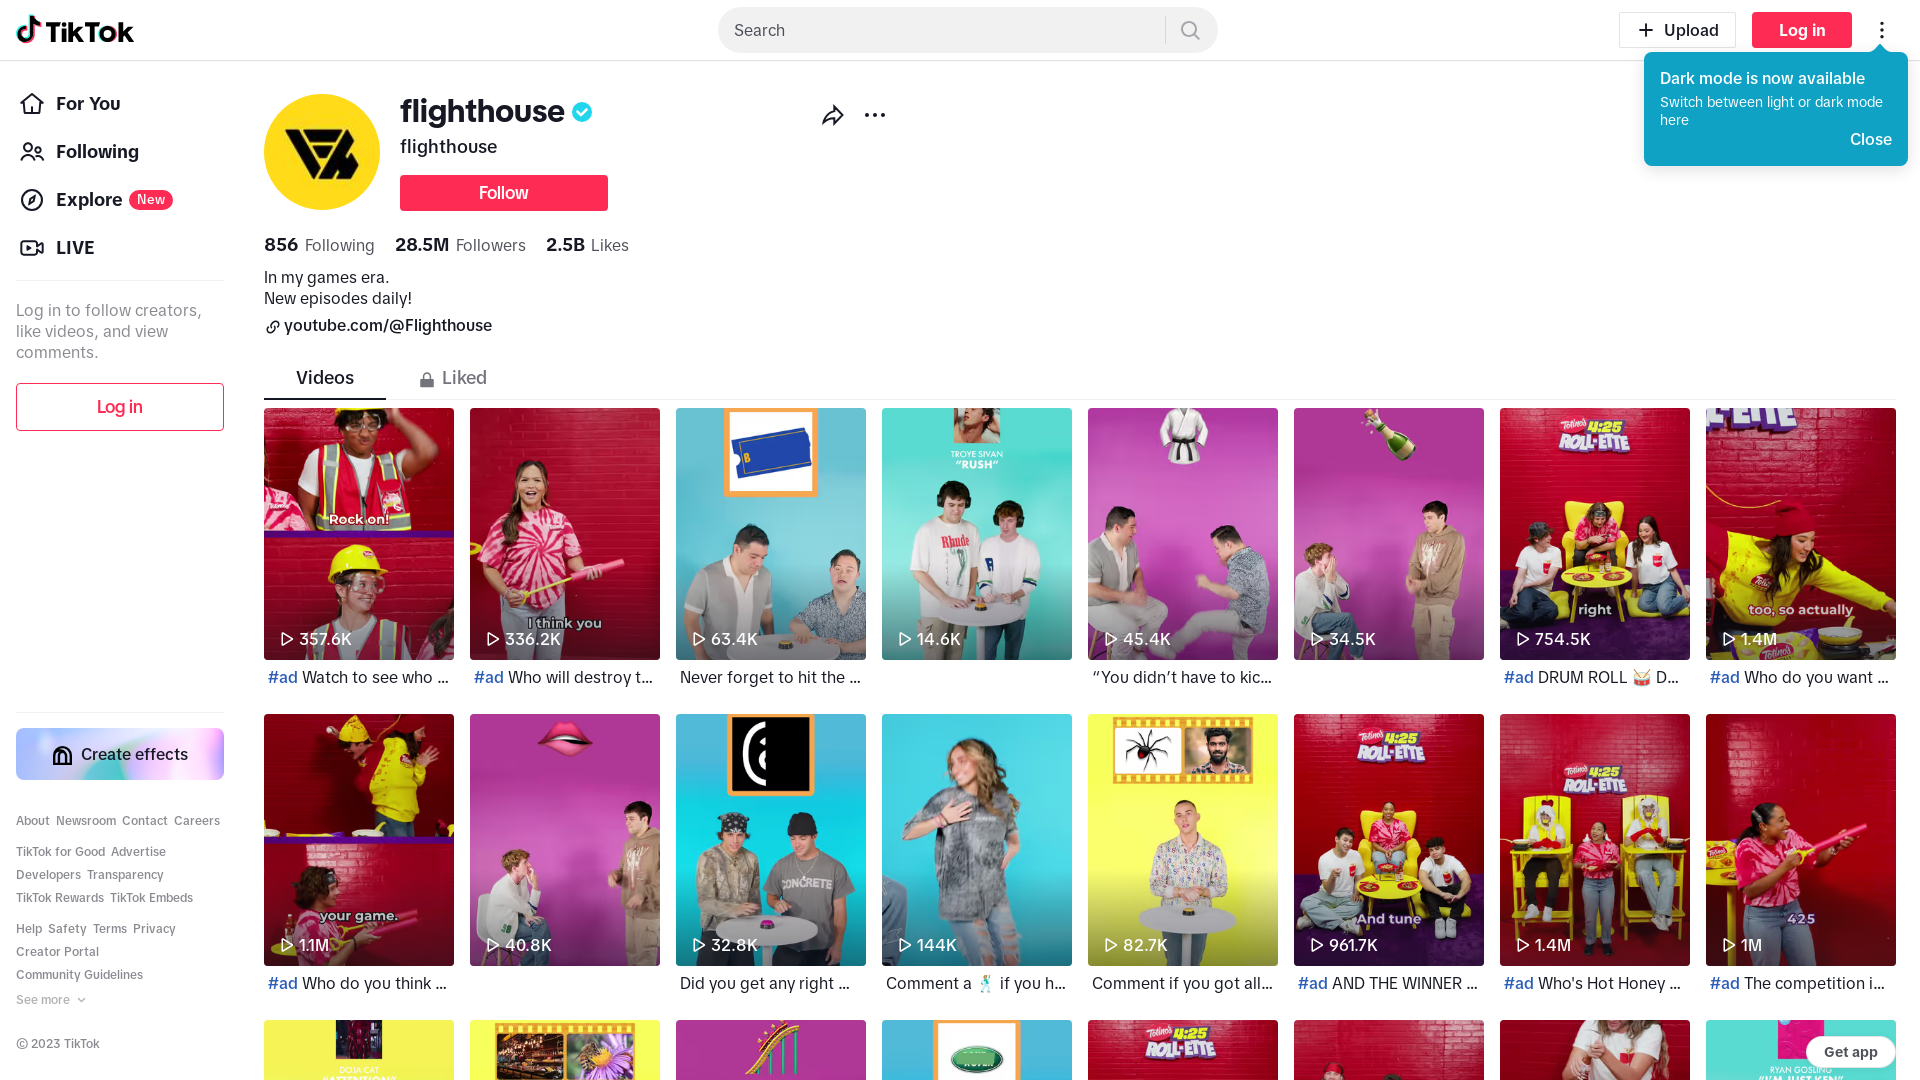 TikTok
Search
Upload
Log in
Dark mode is now available
Switch between light or dark mode
here
Close
For You
Following
Explore New
LIVE
Log in to follow creators,
like videos, and view
comments.
Log in
Create effects
About Newsroom Contact Careers
TikTok for Good Advertise
Developers Transparency
TikTok Rewards TikTok Embeds
Help Safety Terms Privacy
Creator Portal
Community Guidelines
See more
© 2023 TikTok
flighthouse
flighthouse
Follow
856 Following 28.5M Followers 2.5B Likes
In my games era.
New episodes daily!
youtube.com/@Flighthouse
Videos Liked
Rock on!
357.6K
#ad Watch to see who ...
I think you
336.2K
#ad Who will destroy t...
B
63.4K
Never forget to hit the ...
TROYE SIVAN
"RUSH"
Rhude
14.6K
45.4K
“You didn’t have to kic...
34.5K
Totino's 4:25
ROLL-ETTE
right
754.5K
#ad DRUM ROLL 🥁 D...
ROLL-ETTE
too, so actually
1.4M
#ad Who do you want ...
your game.
1.1M
#ad Who do you think ...
40.8K
CONCRETE
32.8K
Did you get any right ...
144K
Comment a 🕺 if you h...
82.7K
Comment if you got all...
Totino's 4:25
ROLL-ETTE
And tune
961.7K
#ad AND THE WINNER ...
Totino's 4:25
ROLL-ETTE
1.4M
#ad Who's Hot Honey ...
425
1M
#ad The competition i...
DOJA CAT
"ATTENTION"
Totino's 4:25
ROLL-ETTE
RYAN GOSLING
"I'M JUST KEN"
Get app